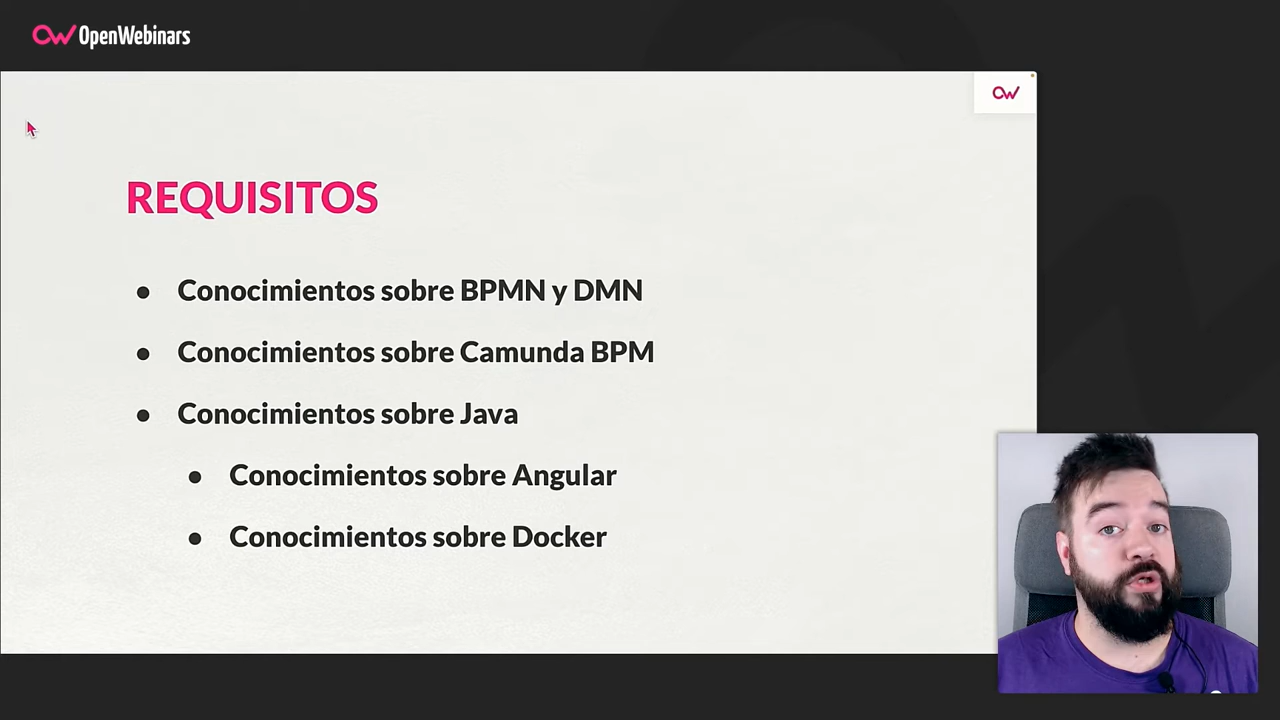 OpenWebinars
REQUISITOS
Conocimientos sobre BPMN y DMN
Conocimientos sobre Camunda BPM
Conocimientos sobre Java
Conocimientos sobre Angular
Conocimientos sobre Docker